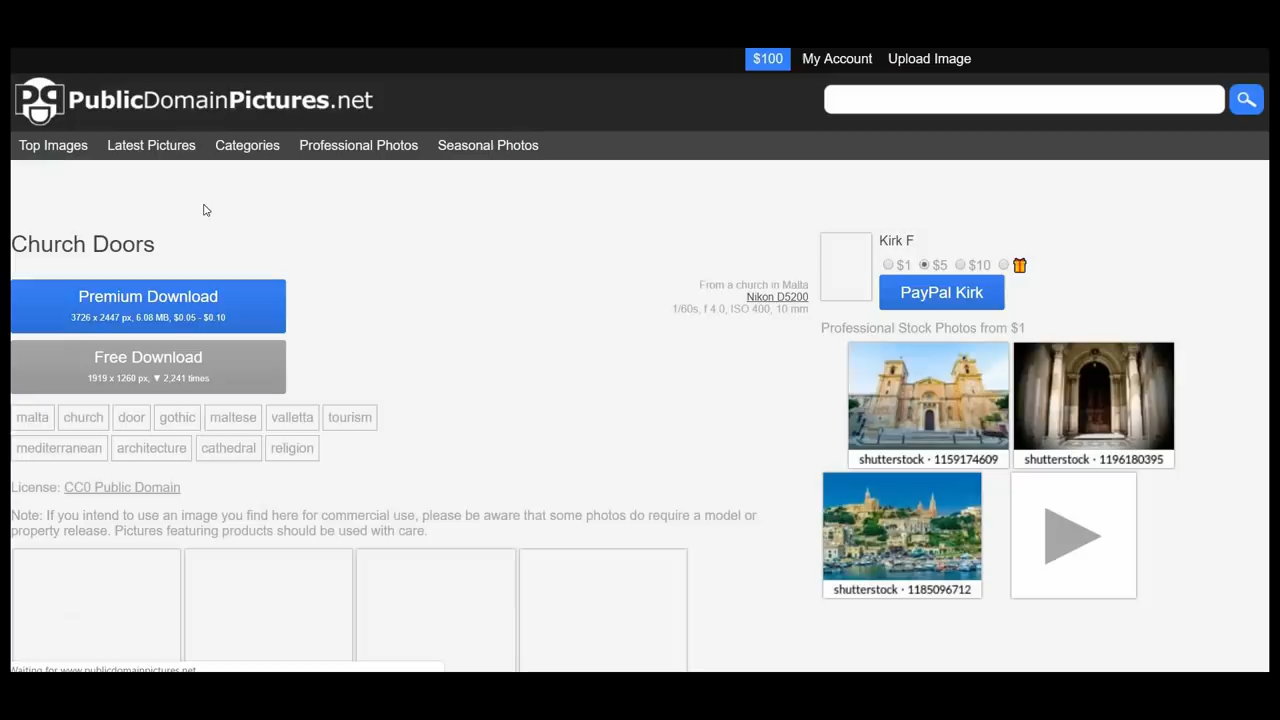 $100 My Account Upload Image
PublicDomainPictures.net
Top Images Latest Pictures Categories Professional Photos Seasonal Photos
Church Doors
Premium Download
3726 x 2447 px, 6.08 MB, $0.05 - $0.10
Free Download
1919 x 1260 px, ▼ 2,241 times
malta church door gothic maltese valletta tourism
mediterranean architecture cathedral religion
License: CC0 Public Domain
Note: If you intend to use an image you find here for commercial use, please be aware that some photos do require a model or
property release. Pictures featuring products should be used with care.
Waiting for www.publicdomainpictures.net
From a church in Malta
Nikon D5200
1/60s, f 4.0, ISO 400, 10 mm
Kirk F
$1 $5 $10
PayPal Kirk
Professional Stock Photos from $1
shutterstock · 1159174609
shutterstock · 1196180395
shutterstock · 1185096712